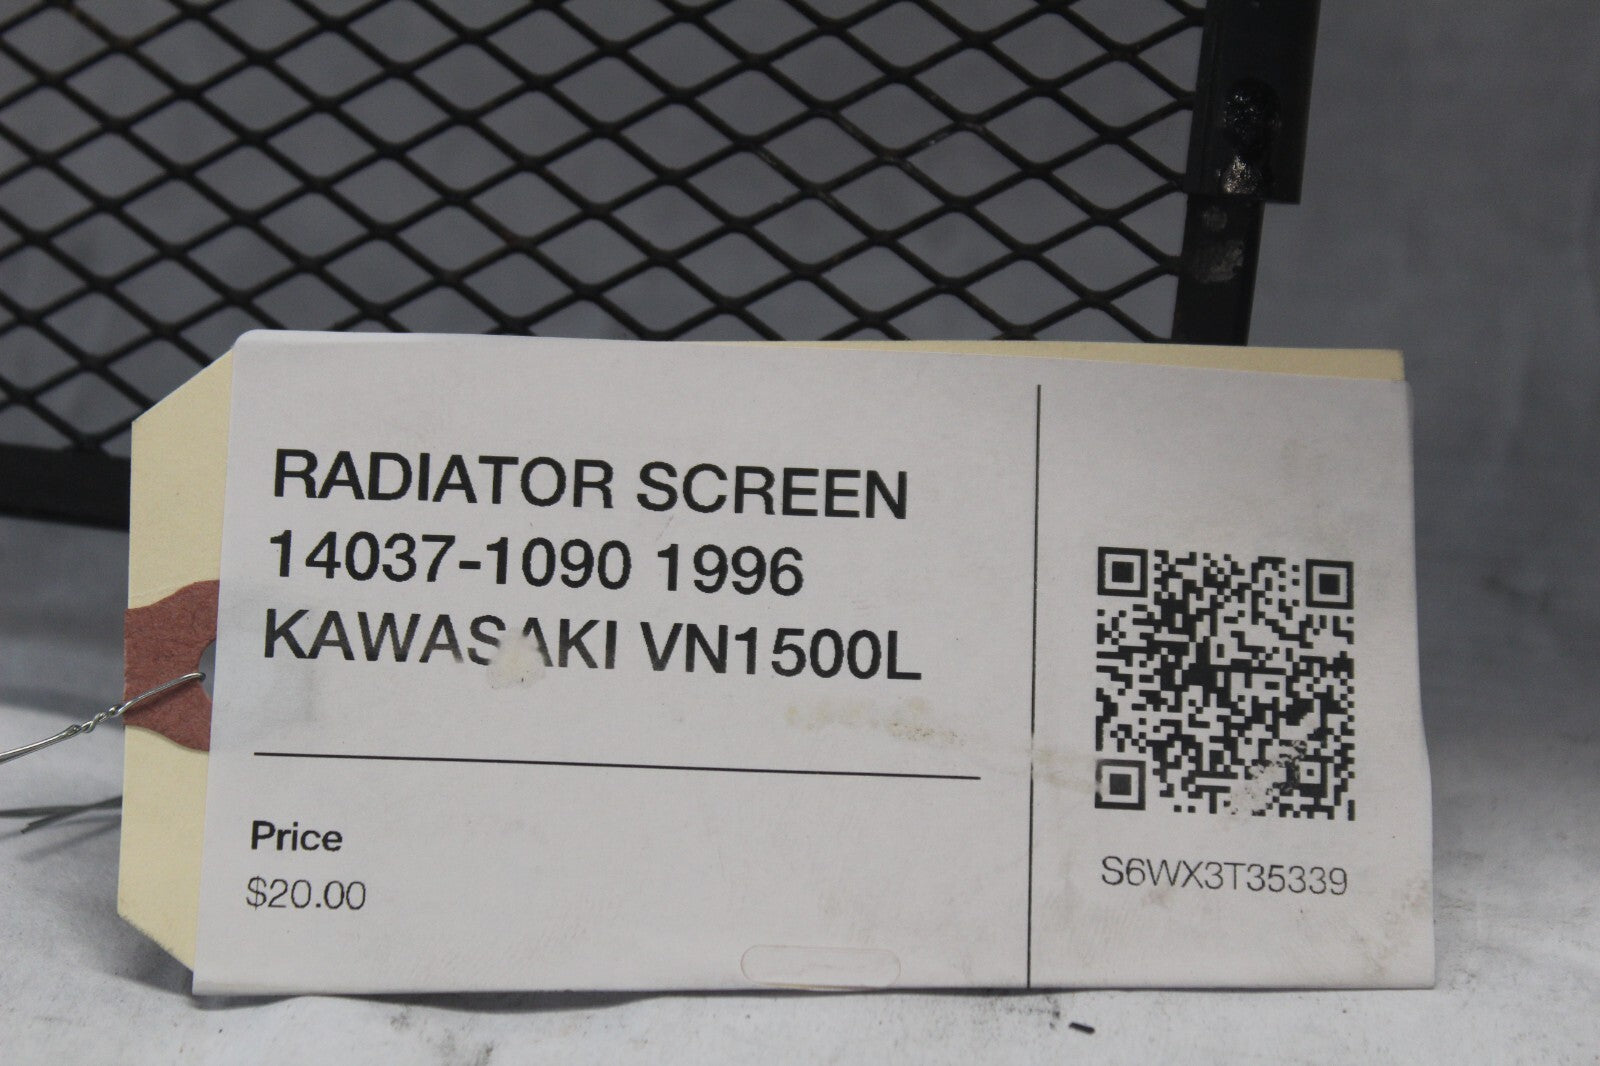 RADIATOR SCREEN
14037-1090 1996
KAWASAKI VN1500L
Price
$20.00
S6WX3T35339